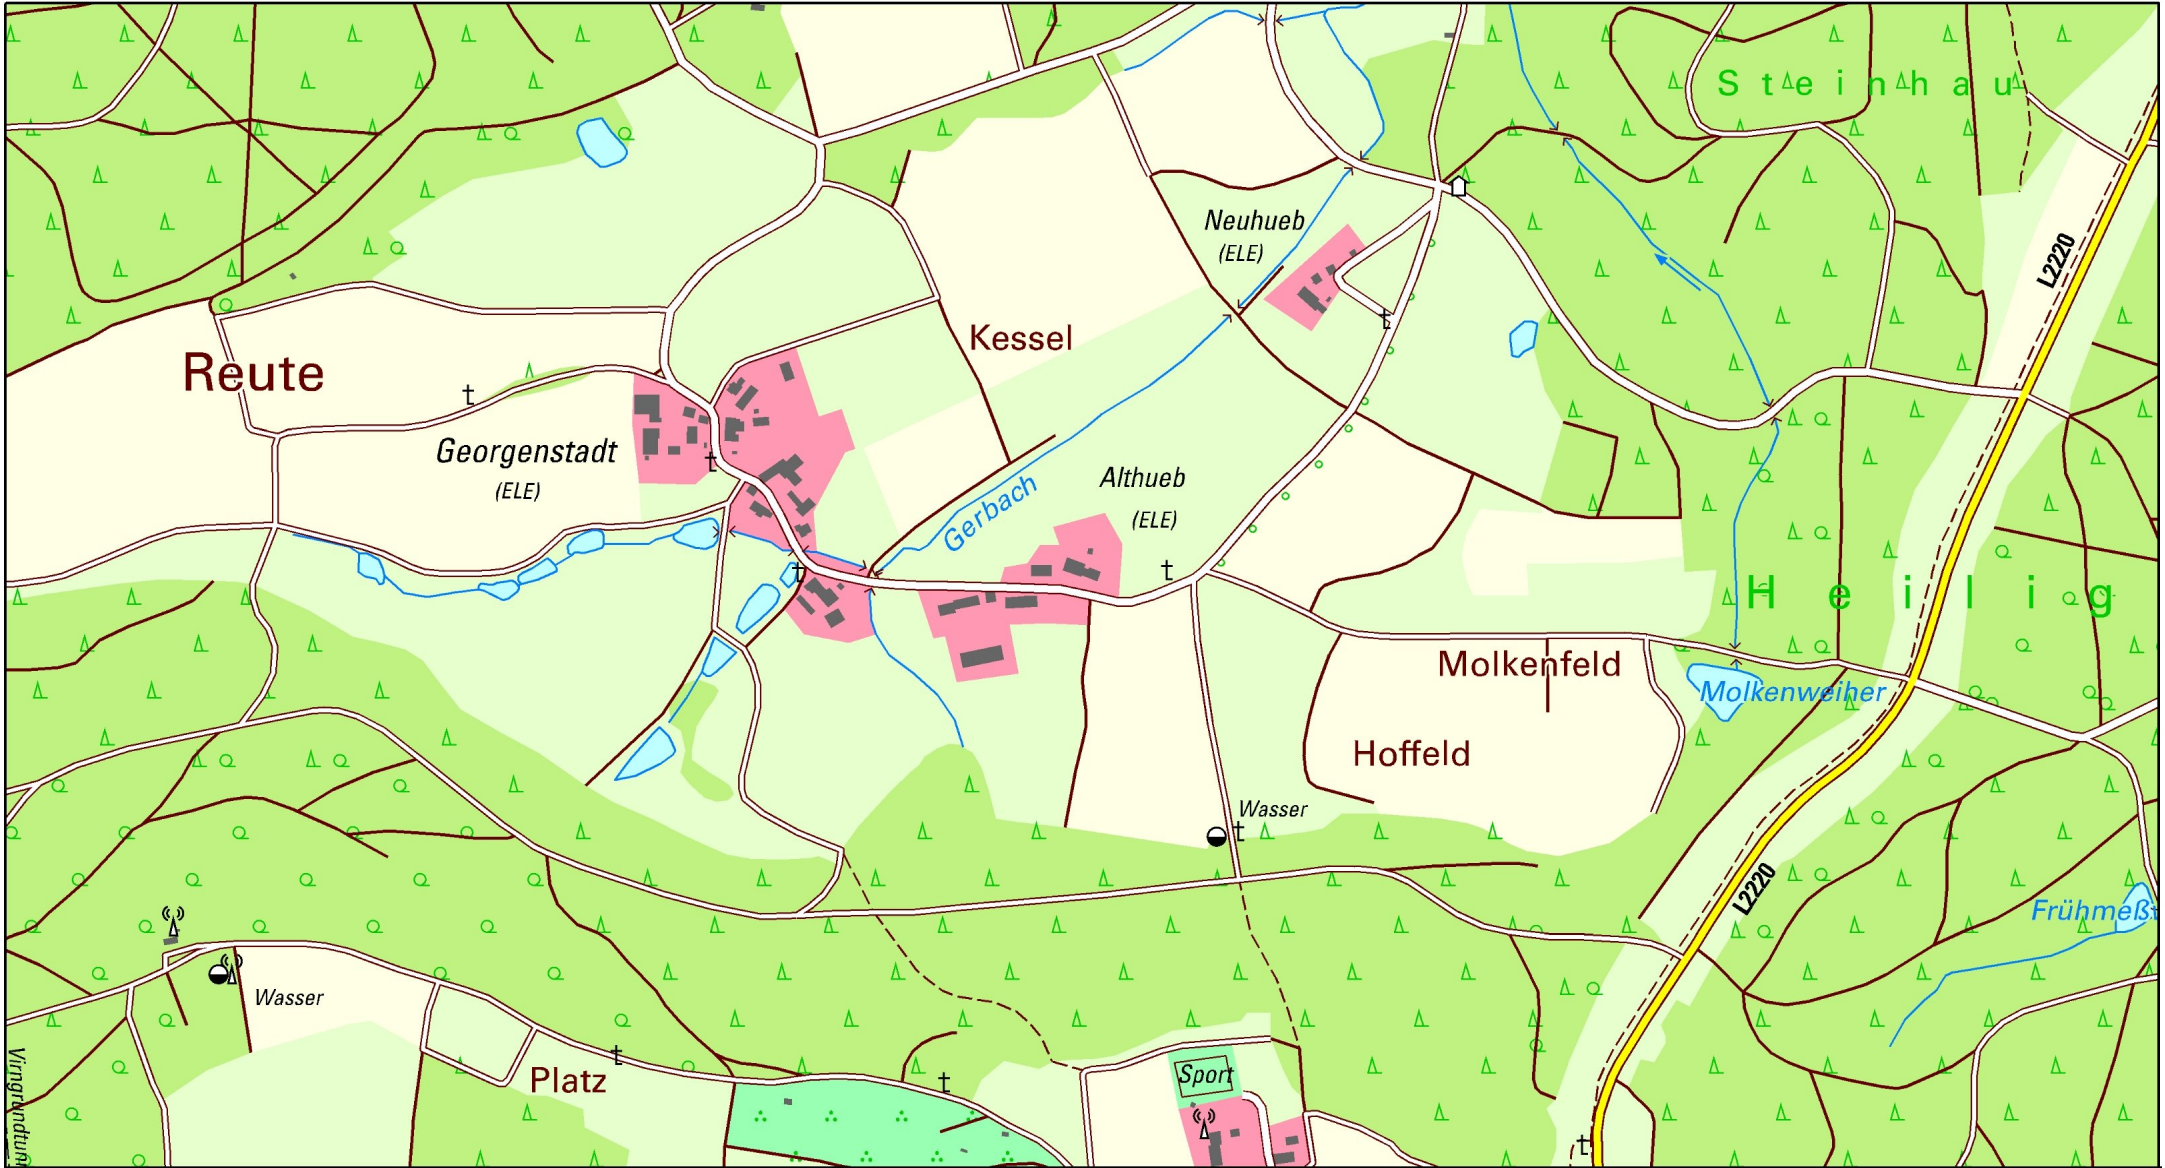 Steinhau
L2220
Neuhueb
(ELE)
Kessel
Reute
Georgenstadt
(ELE)
Althueb
(ELE)
Gerbach
Heilig
Molkenfeld
Molkenweiher
Hoffeld
Wasser
L2220
Frühmeß
Wasser
Platz
Sport